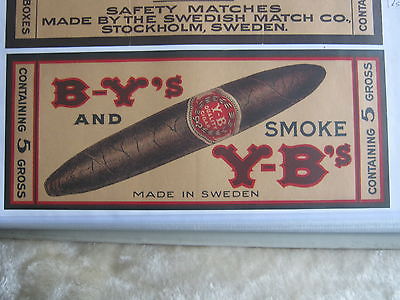 BOXES
SAFETY MATCHES
MADE BY THE SWEDISH MATCH CO.,
STOCKHOLM, SWEDEN.
CONTAINING 5 GROSS
B-Y'S
AND
Y-B
SMOKE
Y-B'S
MADE IN SWEDEN
CONTAINING 5 GROSS